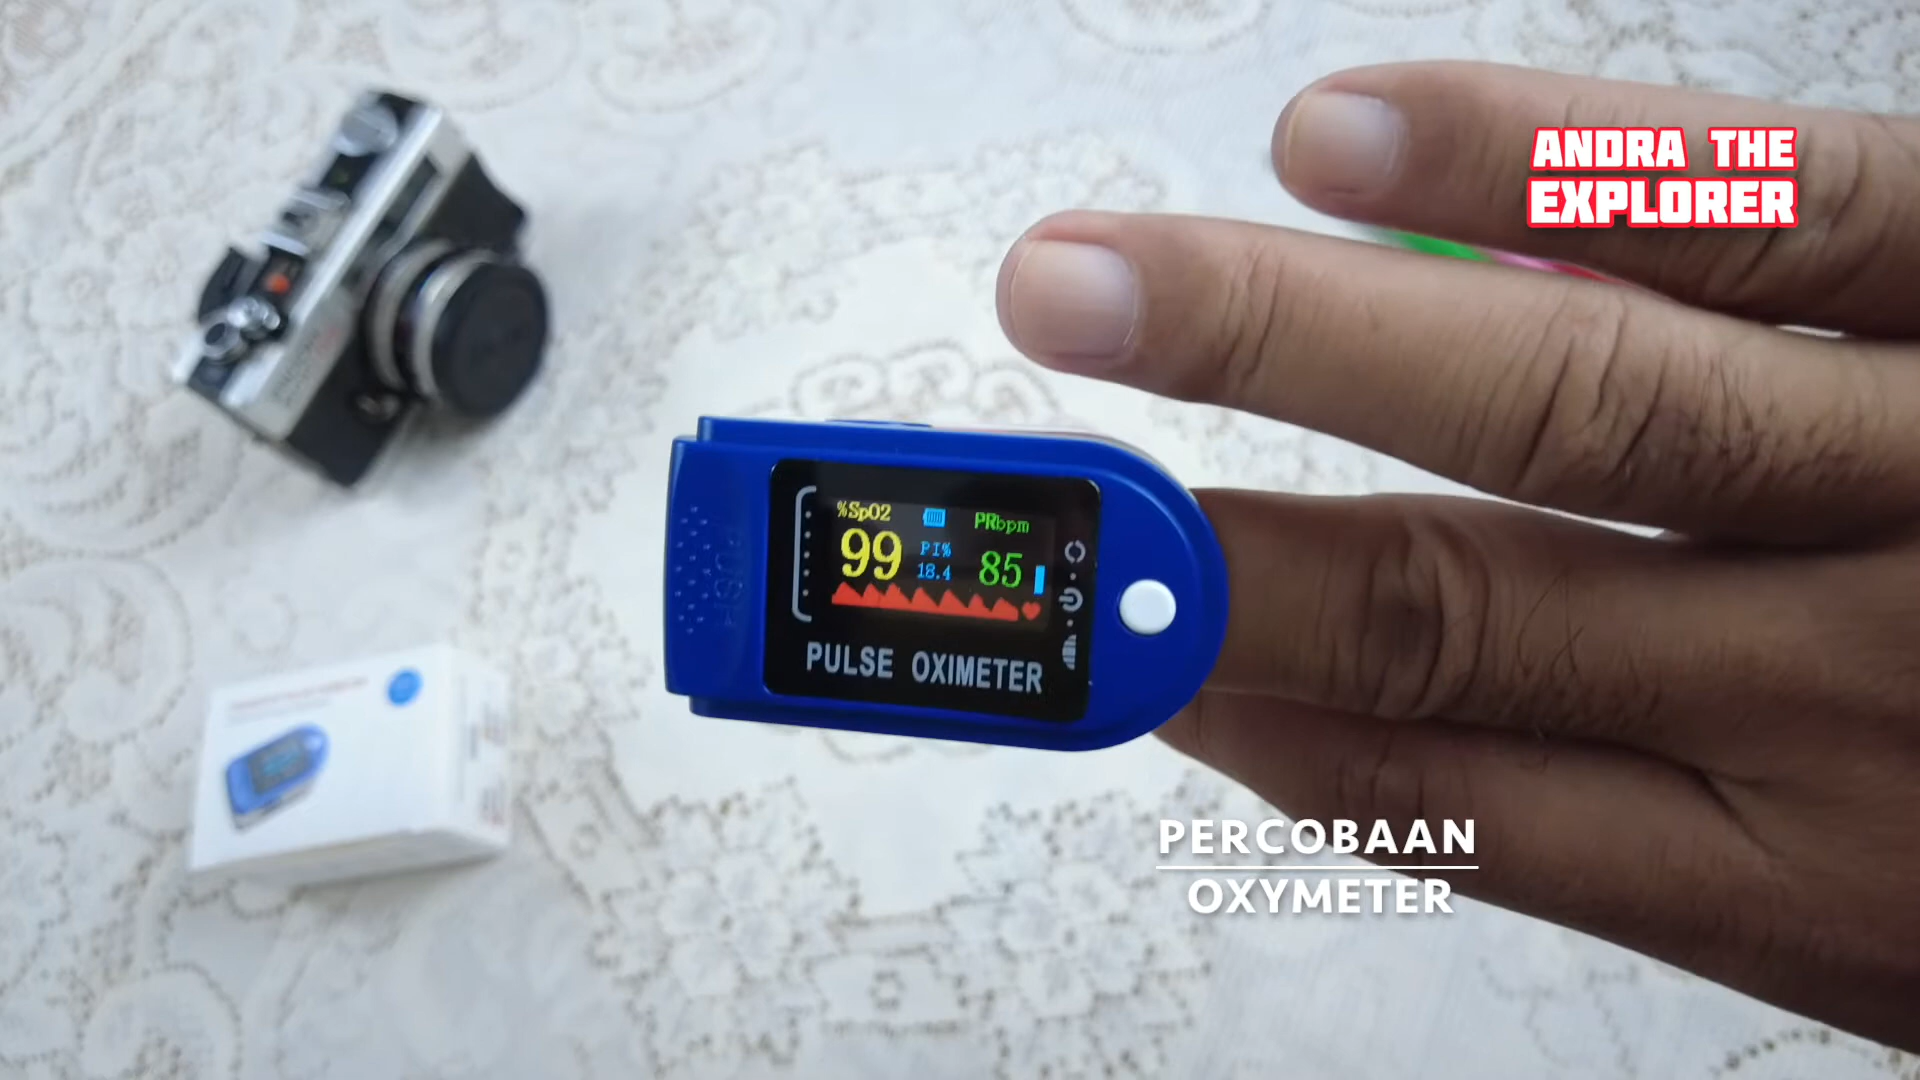 ANDRA THE
EXPLORER
%SpO2
PRbpm
99
PI%
18.4
85
PULSE OXIMETER
PERCOBAAN
OXYMETER